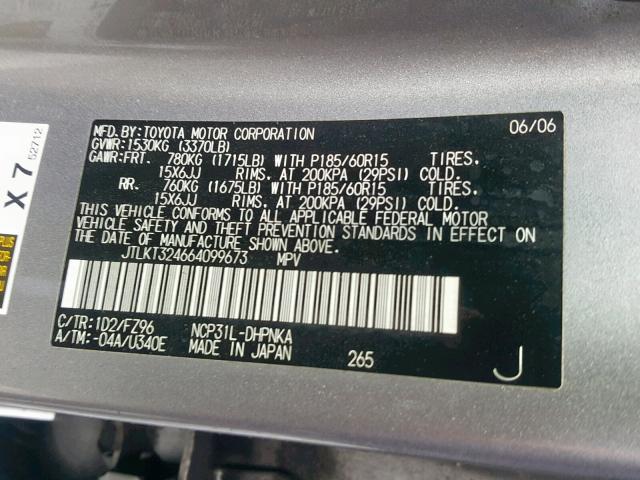 MFD. BY: TOYOTA MOTOR CORPORATION 06/06
GVWR: 1530KG (3370LB)
GAWR: FRT. 780KG (1715LB) WITH P185/60R15 TIRES.
15X6JJ RIMS. AT 200KPA (29PSI) COLD.
RR. 760KG (1675LB) WITH P185/60R15 TIRES.
15X6JJ RIMS. AT 200KPA (29PSI) COLD.
THIS VEHICLE CONFORMS TO ALL APPLICABLE FEDERAL MOTOR
VEHICLE SAFETY AND THEFT PREVENTION STANDARDS IN EFFECT ON
THE DATE OF MANUFACTURE SHOWN ABOVE.
JTLKT324664099673 MPV
C/TR: 1D2/FZ96 NCP31L-DHPNKA
A/TM: -04A/U340E MADE IN JAPAN 265 J
X 7
52712
PLUS